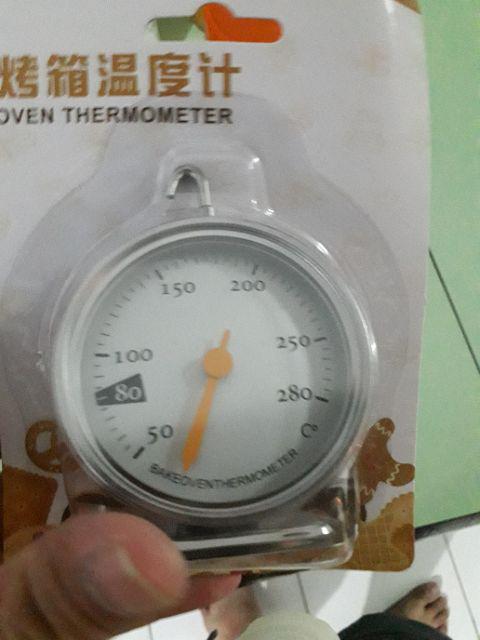 烤箱温度计
OVEN THERMOMETER
150
200
100
250
80
280
50
C°
BAKEOVENTHERMOMETER